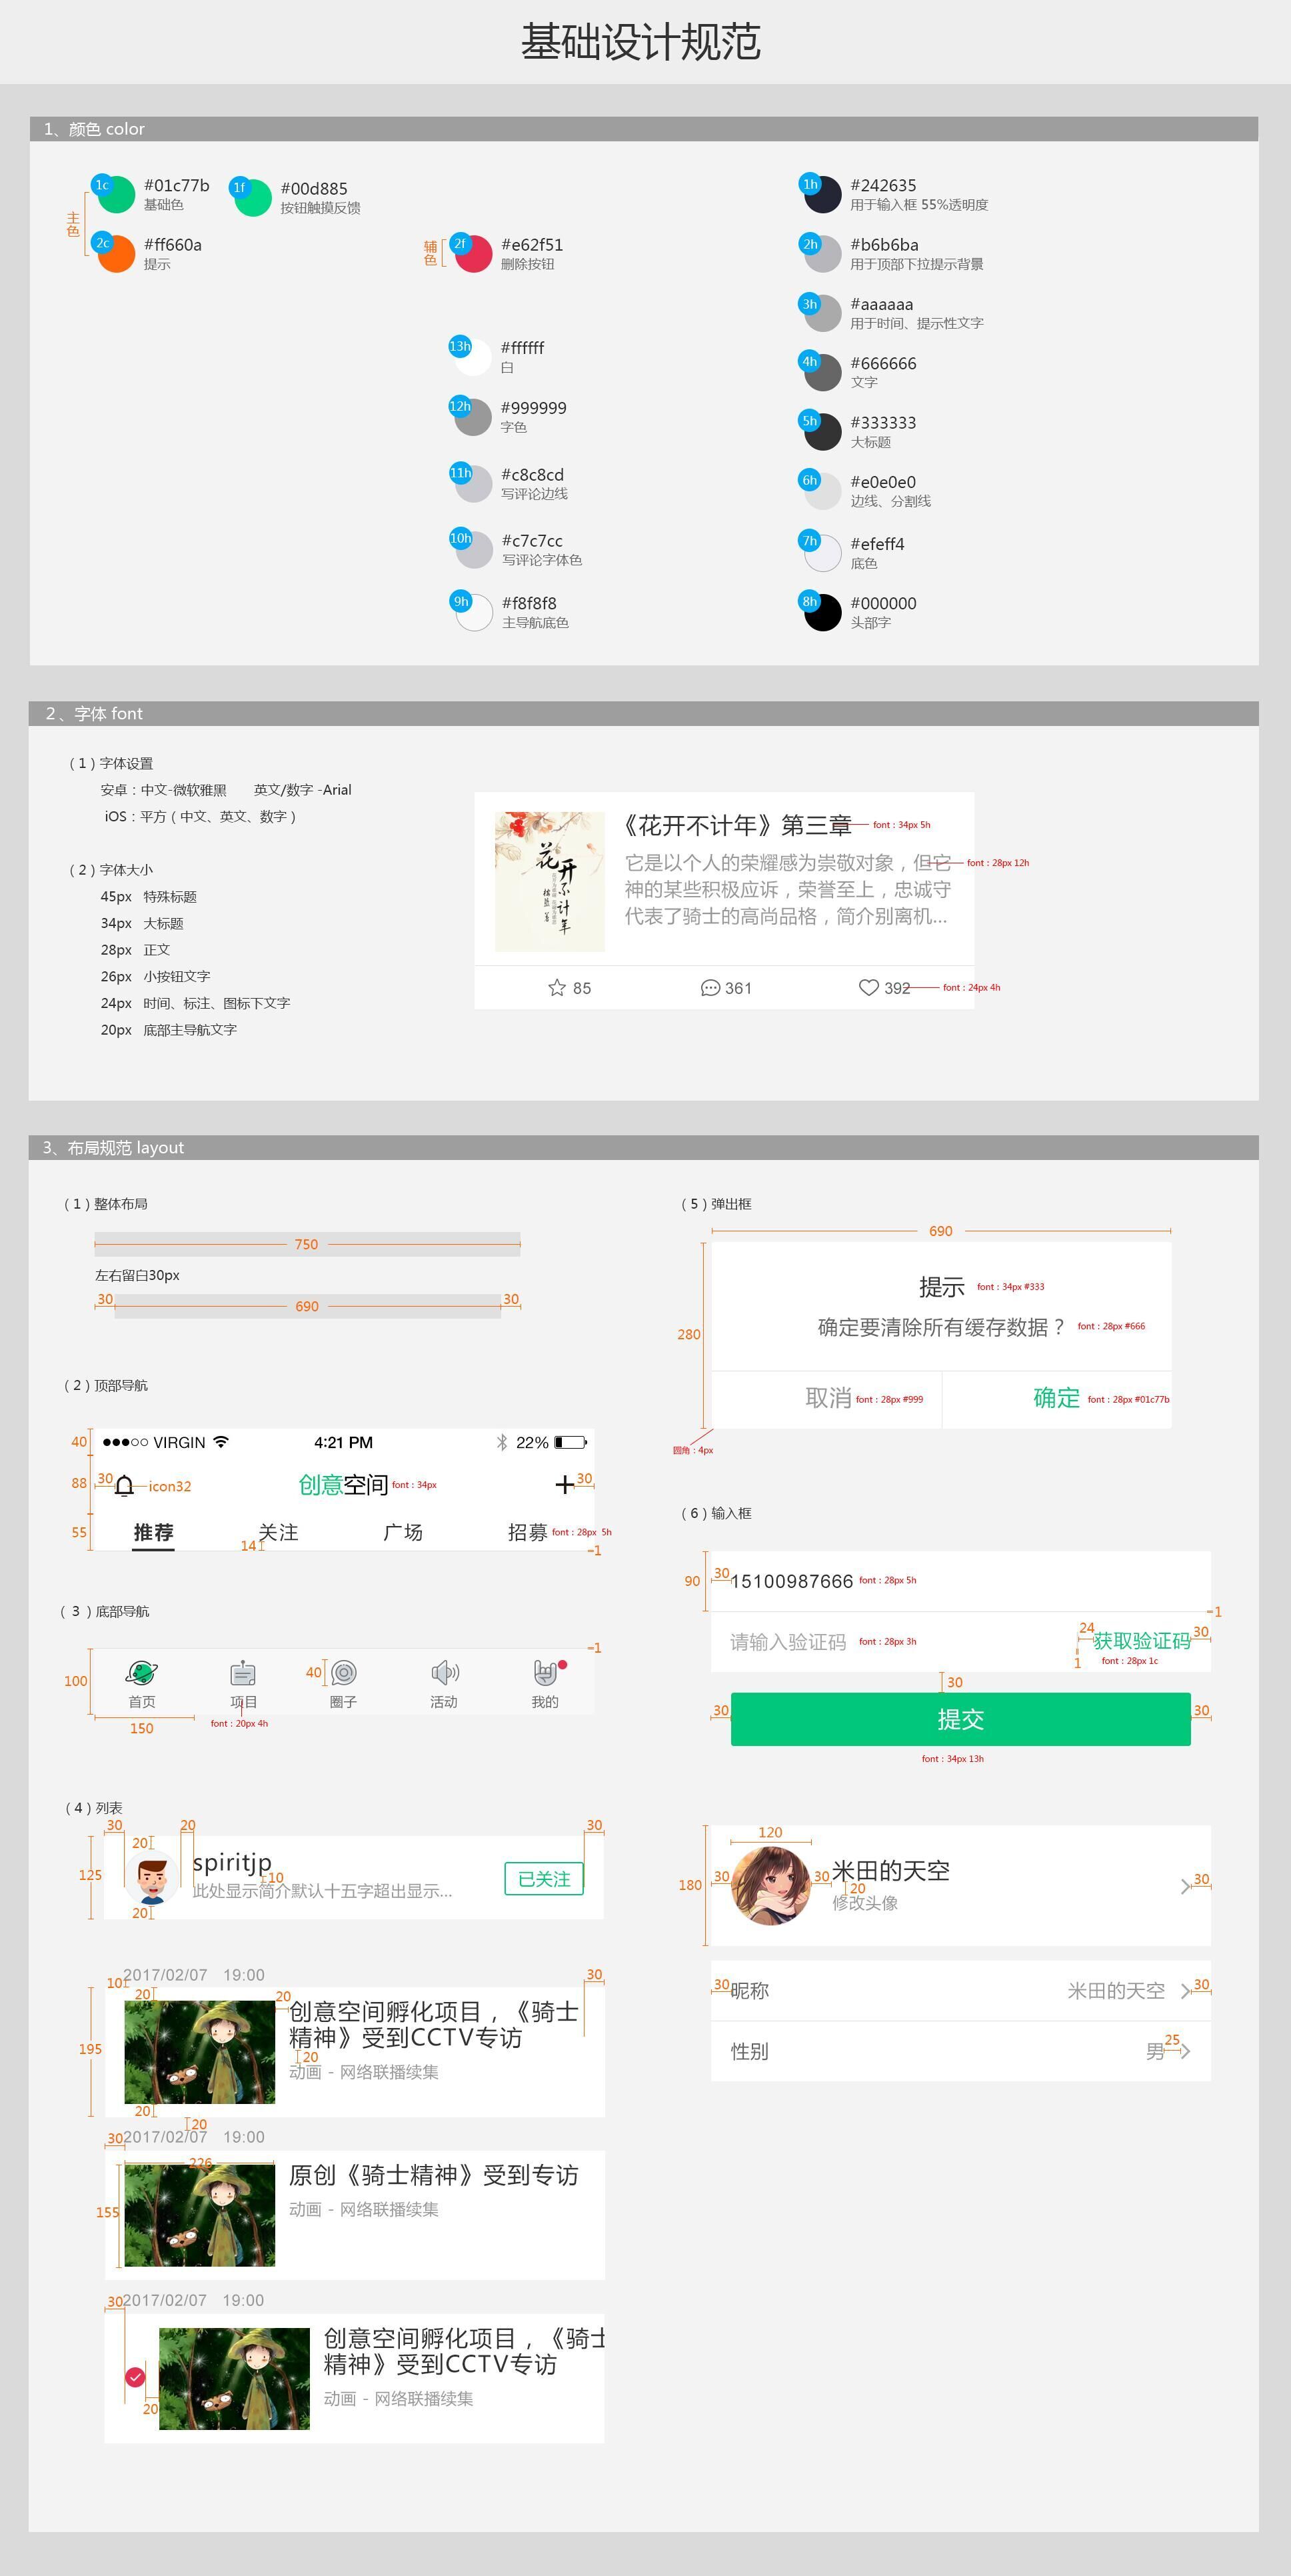 基础设计规范
1、颜色 color
主色
1c
#01c77b
基础色
1f
#00d885
按钮触摸反馈
2c
#ff660a
提示
辅色
2f
#e62f51
删除按钮
13h
#ffffff
白
12h
#999999
字色
11h
#c8c8cd
写评论边线
10h
#c7c7cc
写评论字体色
9h
#f8f8f8
主导航底色
1h
#242635
用于输入框 55%透明度
2h
#b6b6ba
用于顶部下拉提示背景
3h
#aaaaaa
用于时间、提示性文字
4h
#666666
文字
5h
#333333
大标题
6h
#e0e0e0
边线、分割线
7h
#efeff4
底色
8h
#000000
头部字
2、字体 font
(1)字体设置
安卓：中文-微软雅黑 英文/数字 -Arial
iOS：平方(中文、英文、数字)
(2)字体大小
45px 特殊标题
34px 大标题
28px 正文
26px 小按钮文字
24px 时间、标注、图标下文字
20px 底部主导航文字
花开不计年
《花开不计年》第三章 font：34px 5h
它是以个人的荣耀感为崇敬对象，但它 font：28px 12h
神的某些积极应诉，荣誉至上，忠诚守
代表了骑士的高尚品格，简介别离机...
85 361 392 font：24px 4h
3、布局规范 layout
(1)整体布局
750
左右留白30px
30 690 30
(2)顶部导航
40 VIRGIN 4:21 PM 22%
88 30 icon32 创意空间 font：34px 30
55 推荐 关注 广场 招募 font：28px 5h
14 1
(3)底部导航
1
100 40
首页 项目 圈子 活动 我的
150 font：20px 4h
(4)列表
30 20 30
20
125 spiritjp 10 已关注
此处显示简介默认十五字超出显示...
20
10 2017/02/07 19:00 30
20 20
195 创意空间孵化项目，《骑士
精神》受到CCTV专访
20
动画 - 网络联播续集
20
20
30 2017/02/07 19:00
226
155 原创《骑士精神》受到专访
动画 - 网络联播续集
30 2017/02/07 19:00
创意空间孵化项目，《骑士
精神》受到CCTV专访
20 动画 - 网络联播续集
(5)弹出框
690
280
提示 font：34px #333
确定要清除所有缓存数据？ font：28px #666
取消 font：28px #999 确定 font：28px #01c77b
圆角：4px
(6)输入框
90 30 15100987666 font：28px 5h
1
请输入验证码 font：28px 3h 24 获取验证码 30
1 font：28px 1c
30
30 提交 30
font：34px 13h
120
180 30 30 米田的天空 30
20
修改头像
30 昵称 米田的天空 30
性别 男 25